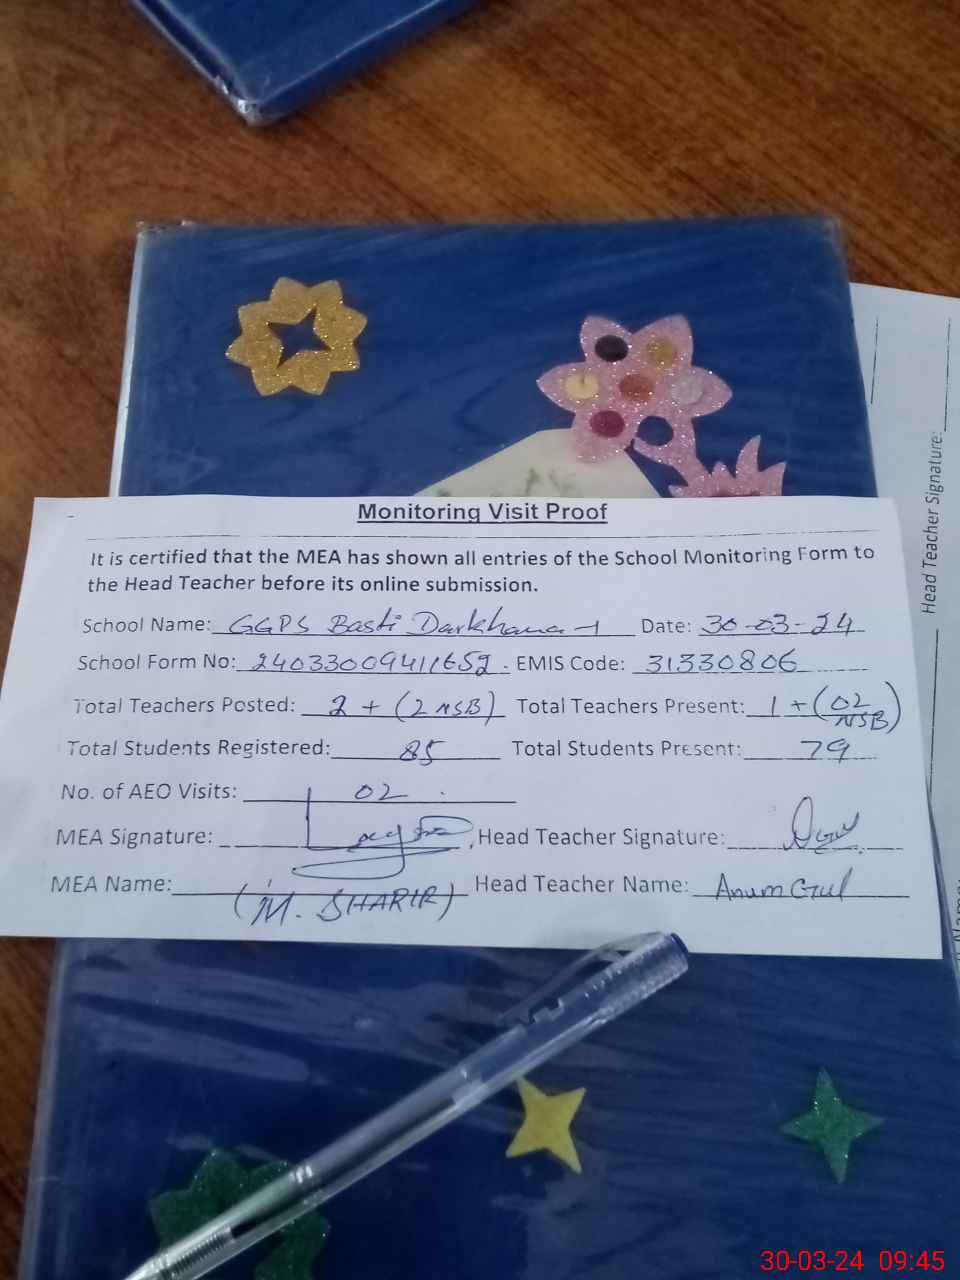 Monitoring Visit Proof
It is certified that the MEA has shown all entries of the School Monitoring Form to
the Head Teacher before its online submission.
School Name: GGPS Basti Darkhana-1 Date: 30-03-24
School Form No: 24033009411652. EMIS Code: 31330806
Total Teachers Posted: 2 + (2 NSB) Total Teachers Present: 1 + (02 NSB)
Total Students Registered: 85 Total Students Present: 79
No. of AEO Visits: 02
MEA Signature: Head Teacher Signature:
MEA Name: (M. SHARIR) Head Teacher Name: Anum Gul
Head Teacher Signature:
30-03-24 09:45